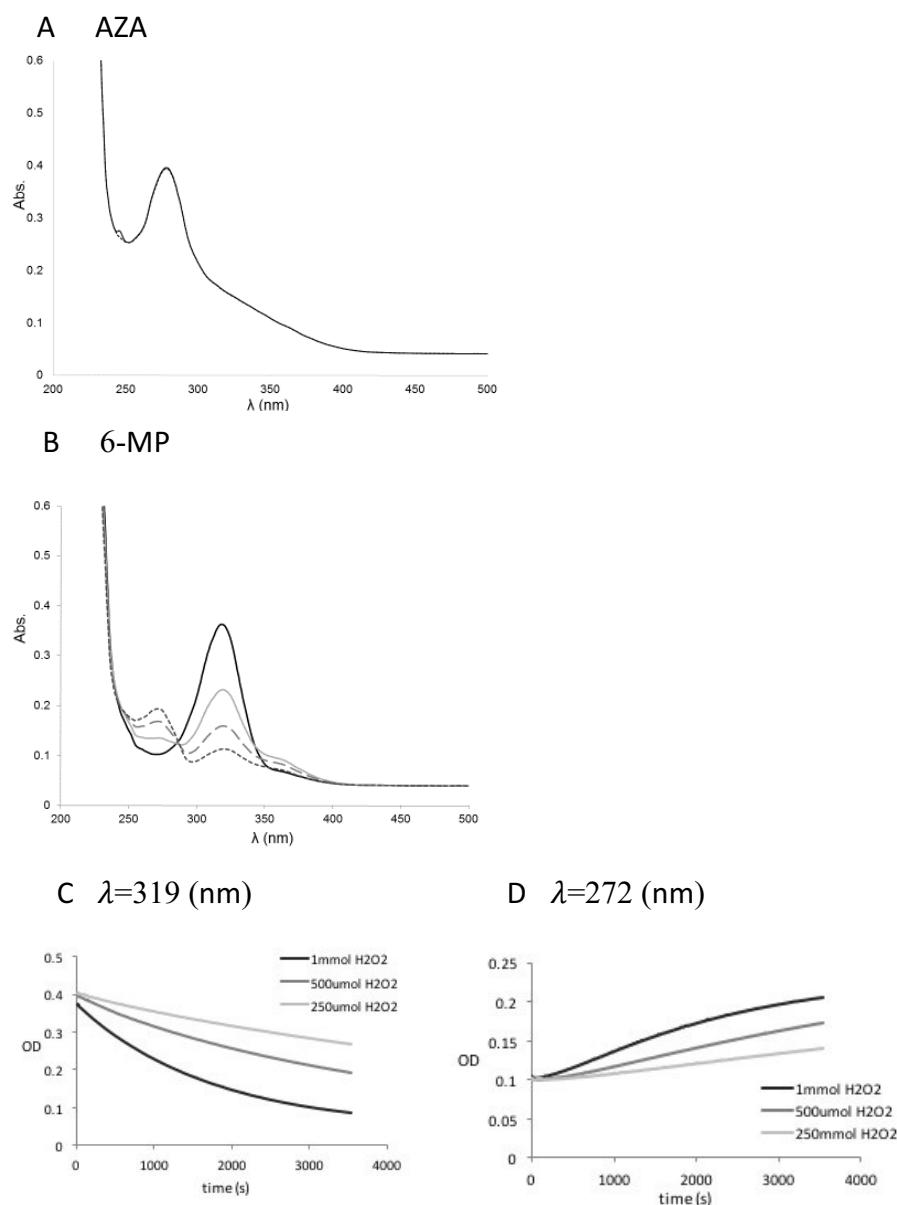 A AZA
0.6
0.5
0.4
Abs.
0.3
0.2
0.1
0
200 250 300 350 400 450 500
λ (nm)
B 6-MP
0.6
0.5
0.4
Abs.
0.3
0.2
0.1
0
200 250 300 350 400 450 500
λ (nm)
C λ=319 (nm)
0.5
0.4
0.3
OD
0.2
0.1
0
1mmol H2O2
500umol H2O2
250umol H2O2
0 1000 2000 3000 4000
time (s)
D λ=272 (nm)
0.25
0.2
0.15
OD
0.1
0.05
0.00
1mmol H2O2
500umol H2O2
250mmol H2O2
0 1000 2000 3000 4000
time (s)